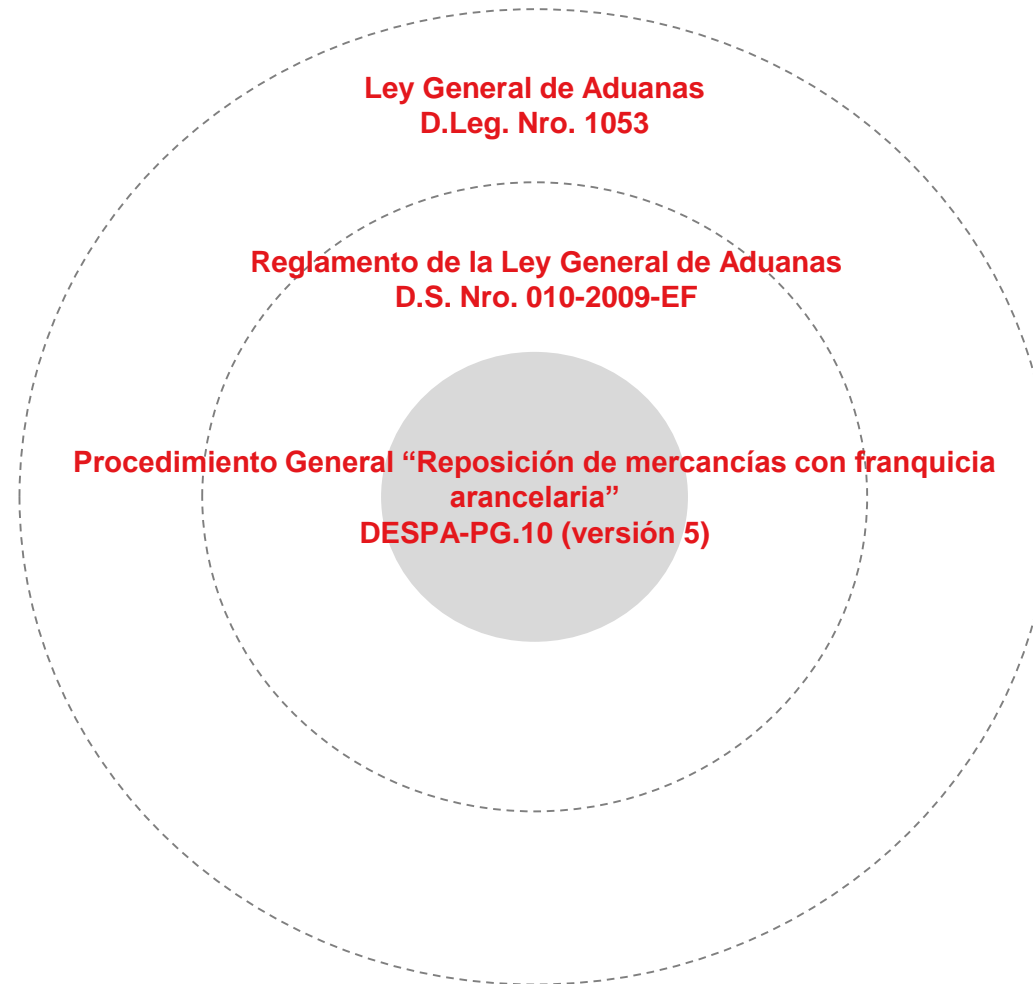 Ley General de Aduanas
D.Leg. Nro. 1053
Reglamento de la Ley General de Aduanas
D.S. Nro. 010-2009-EF
Procedimiento General “Reposición de mercancías con franquicia
arancelaria”
DESPA-PG.10 (versión 5)